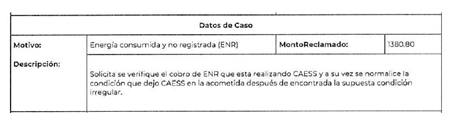 Datos de Caso
Motivo: Energía consumida y no registrada (ENR) MontoReclamado: 1380.80
Descripción:
Solicita se verifique el cobro de ENR que esta realizando CAESS y a su vez se normalice la
condición que dejo CAESS en la acometida después de encontrada la supuesta condición
irregular.